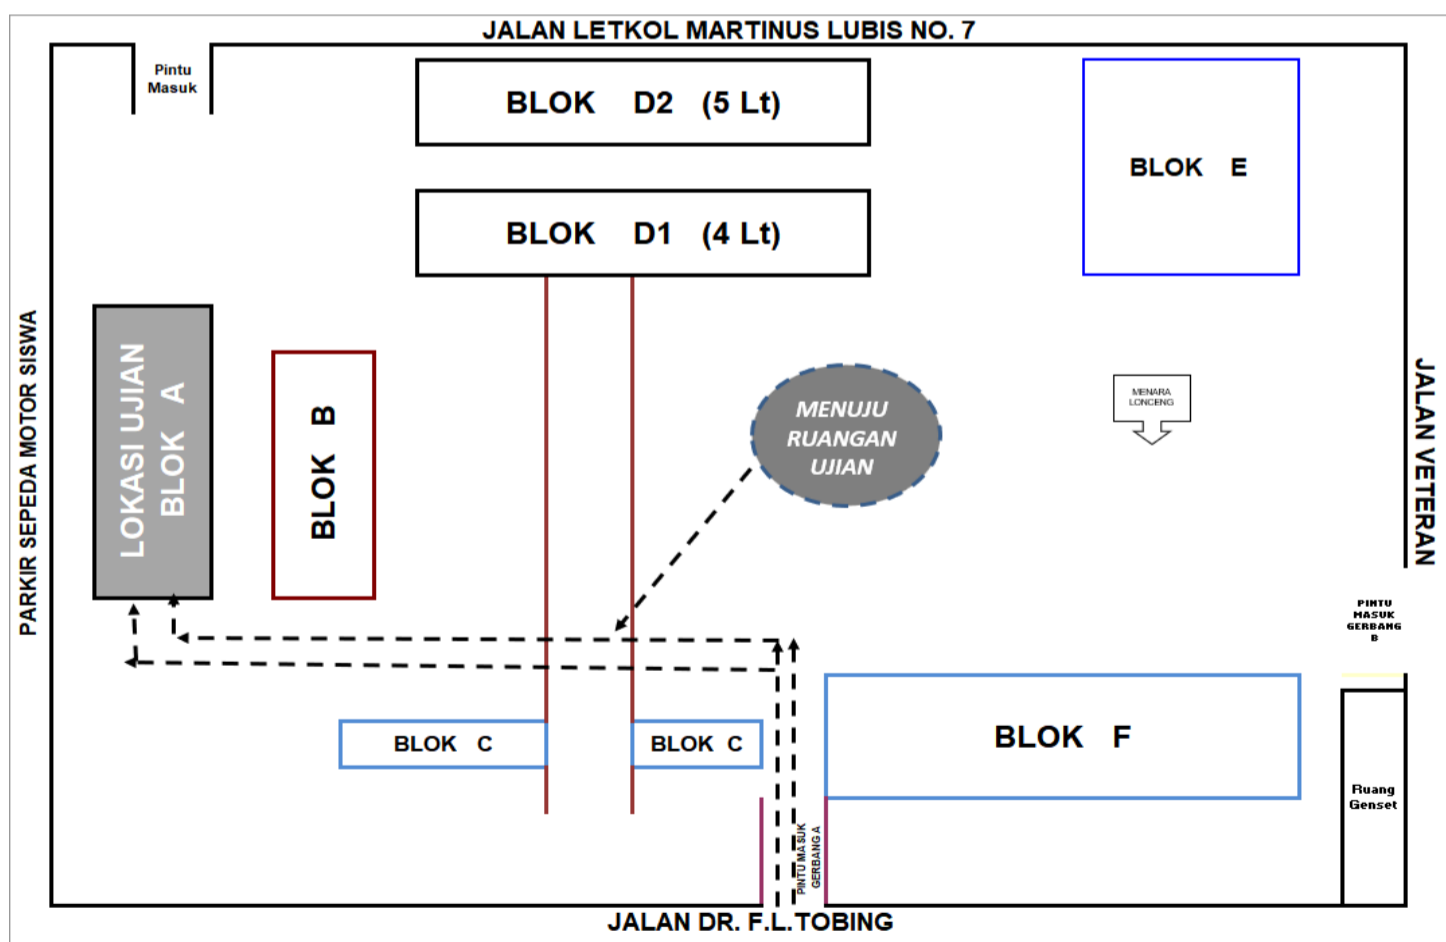 JALAN LETKOL MARTINUS LUBIS NO. 7
Pintu
Masuk
BLOK D2 (5 Lt)
BLOK E
BLOK D1 (4 Lt)
PARKIR SEPEDA MOTOR SISWA
LOKASI UJIAN
BLOK A
BLOK B
MENUJU
RUANGAN
UJIAN
MENARA
LONCENG
JALAN VETERAN
PINTU
MASUK
GERBANG
B
BLOK C
BLOK C
BLOK F
Ruang
Genset
PINTU MASUK
GERBANG A
JALAN DR. F.L.TOBING